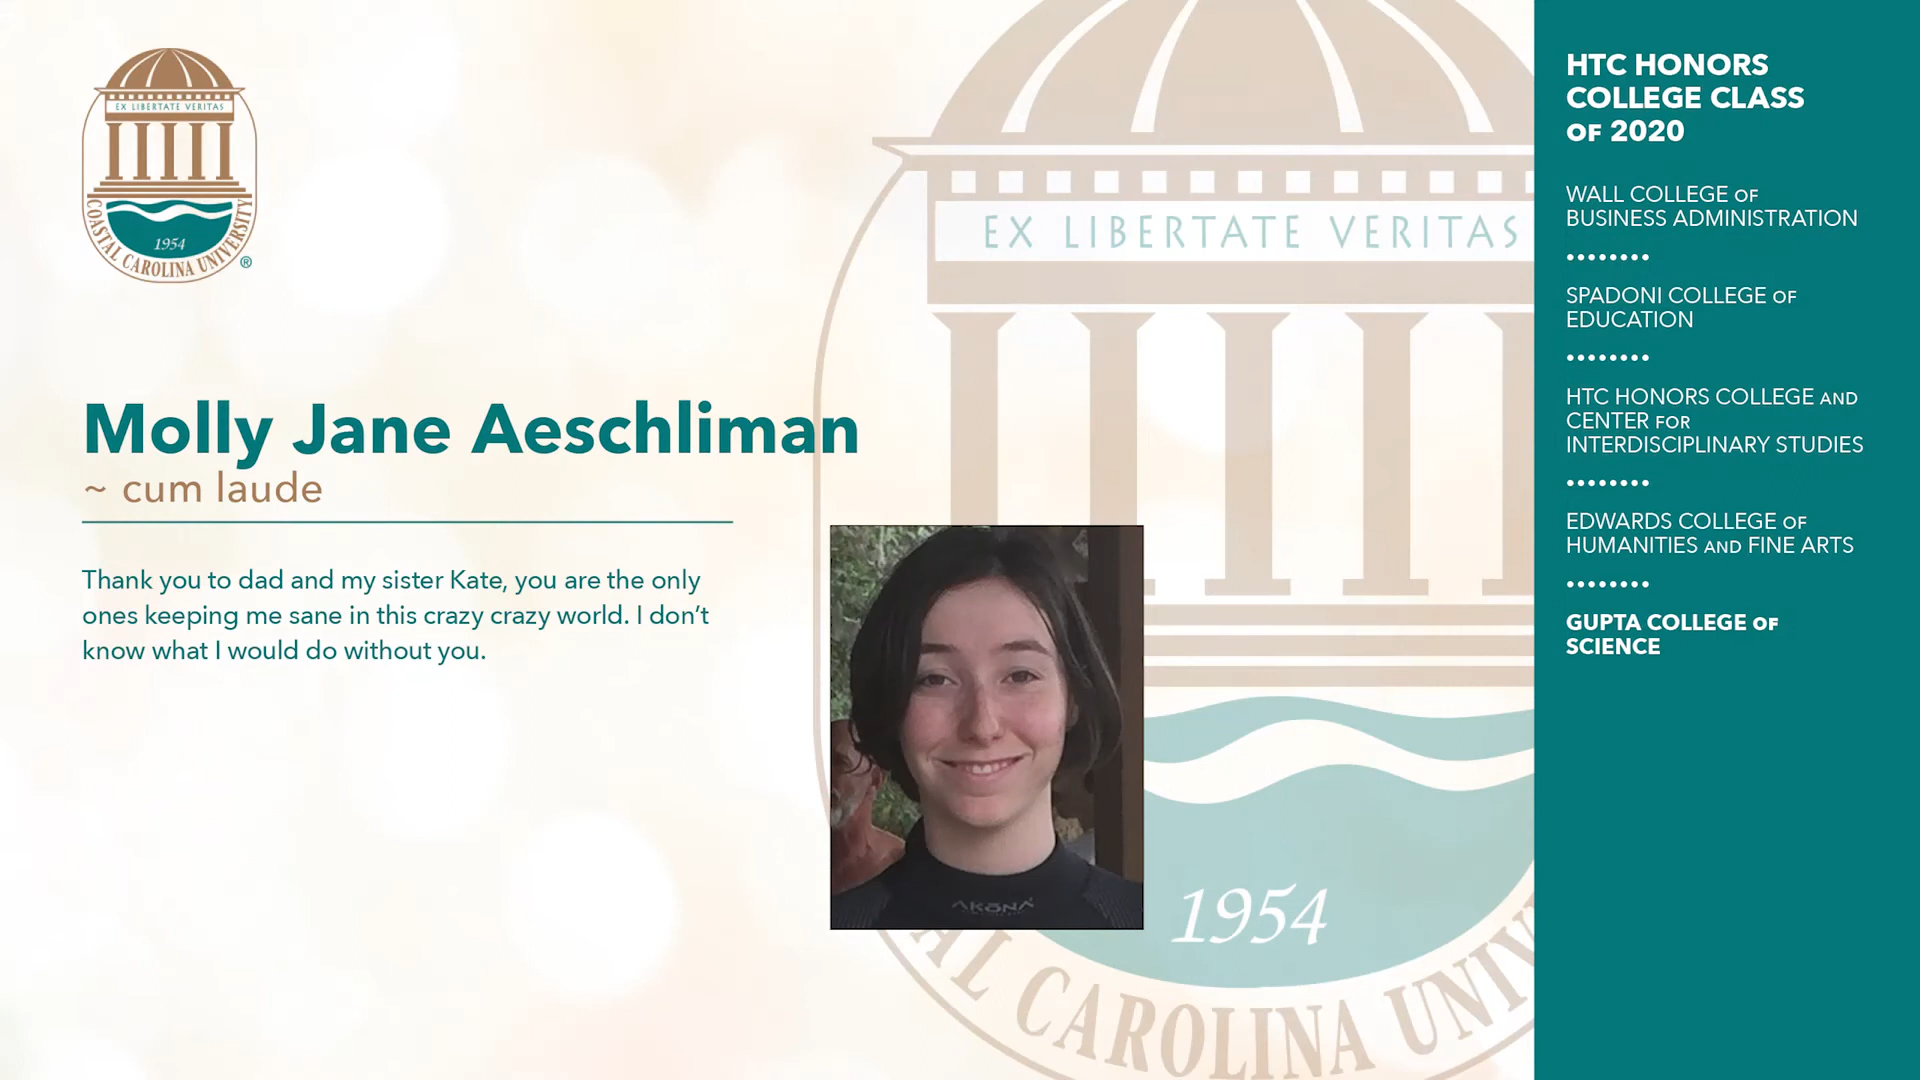 EX LIBERTATE VERITAS
1954
COASTAL CAROLINA UNIVERSITY
®
Molly Jane Aeschliman
~ cum laude
Thank you to dad and my sister Kate, you are the only
ones keeping me sane in this crazy crazy world. I don’t
know what I would do without you.
EX LIBERTATE VERITAS
AKONA
1954
AL CAROLINA UNIV
HTC HONORS
COLLEGE CLASS
OF 2020
WALL COLLEGE OF
BUSINESS ADMINISTRATION
SPADONI COLLEGE OF
EDUCATION
HTC HONORS COLLEGE AND
CENTER FOR
INTERDISCIPLINARY STUDIES
EDWARDS COLLEGE OF
HUMANITIES AND FINE ARTS
GUPTA COLLEGE OF
SCIENCE